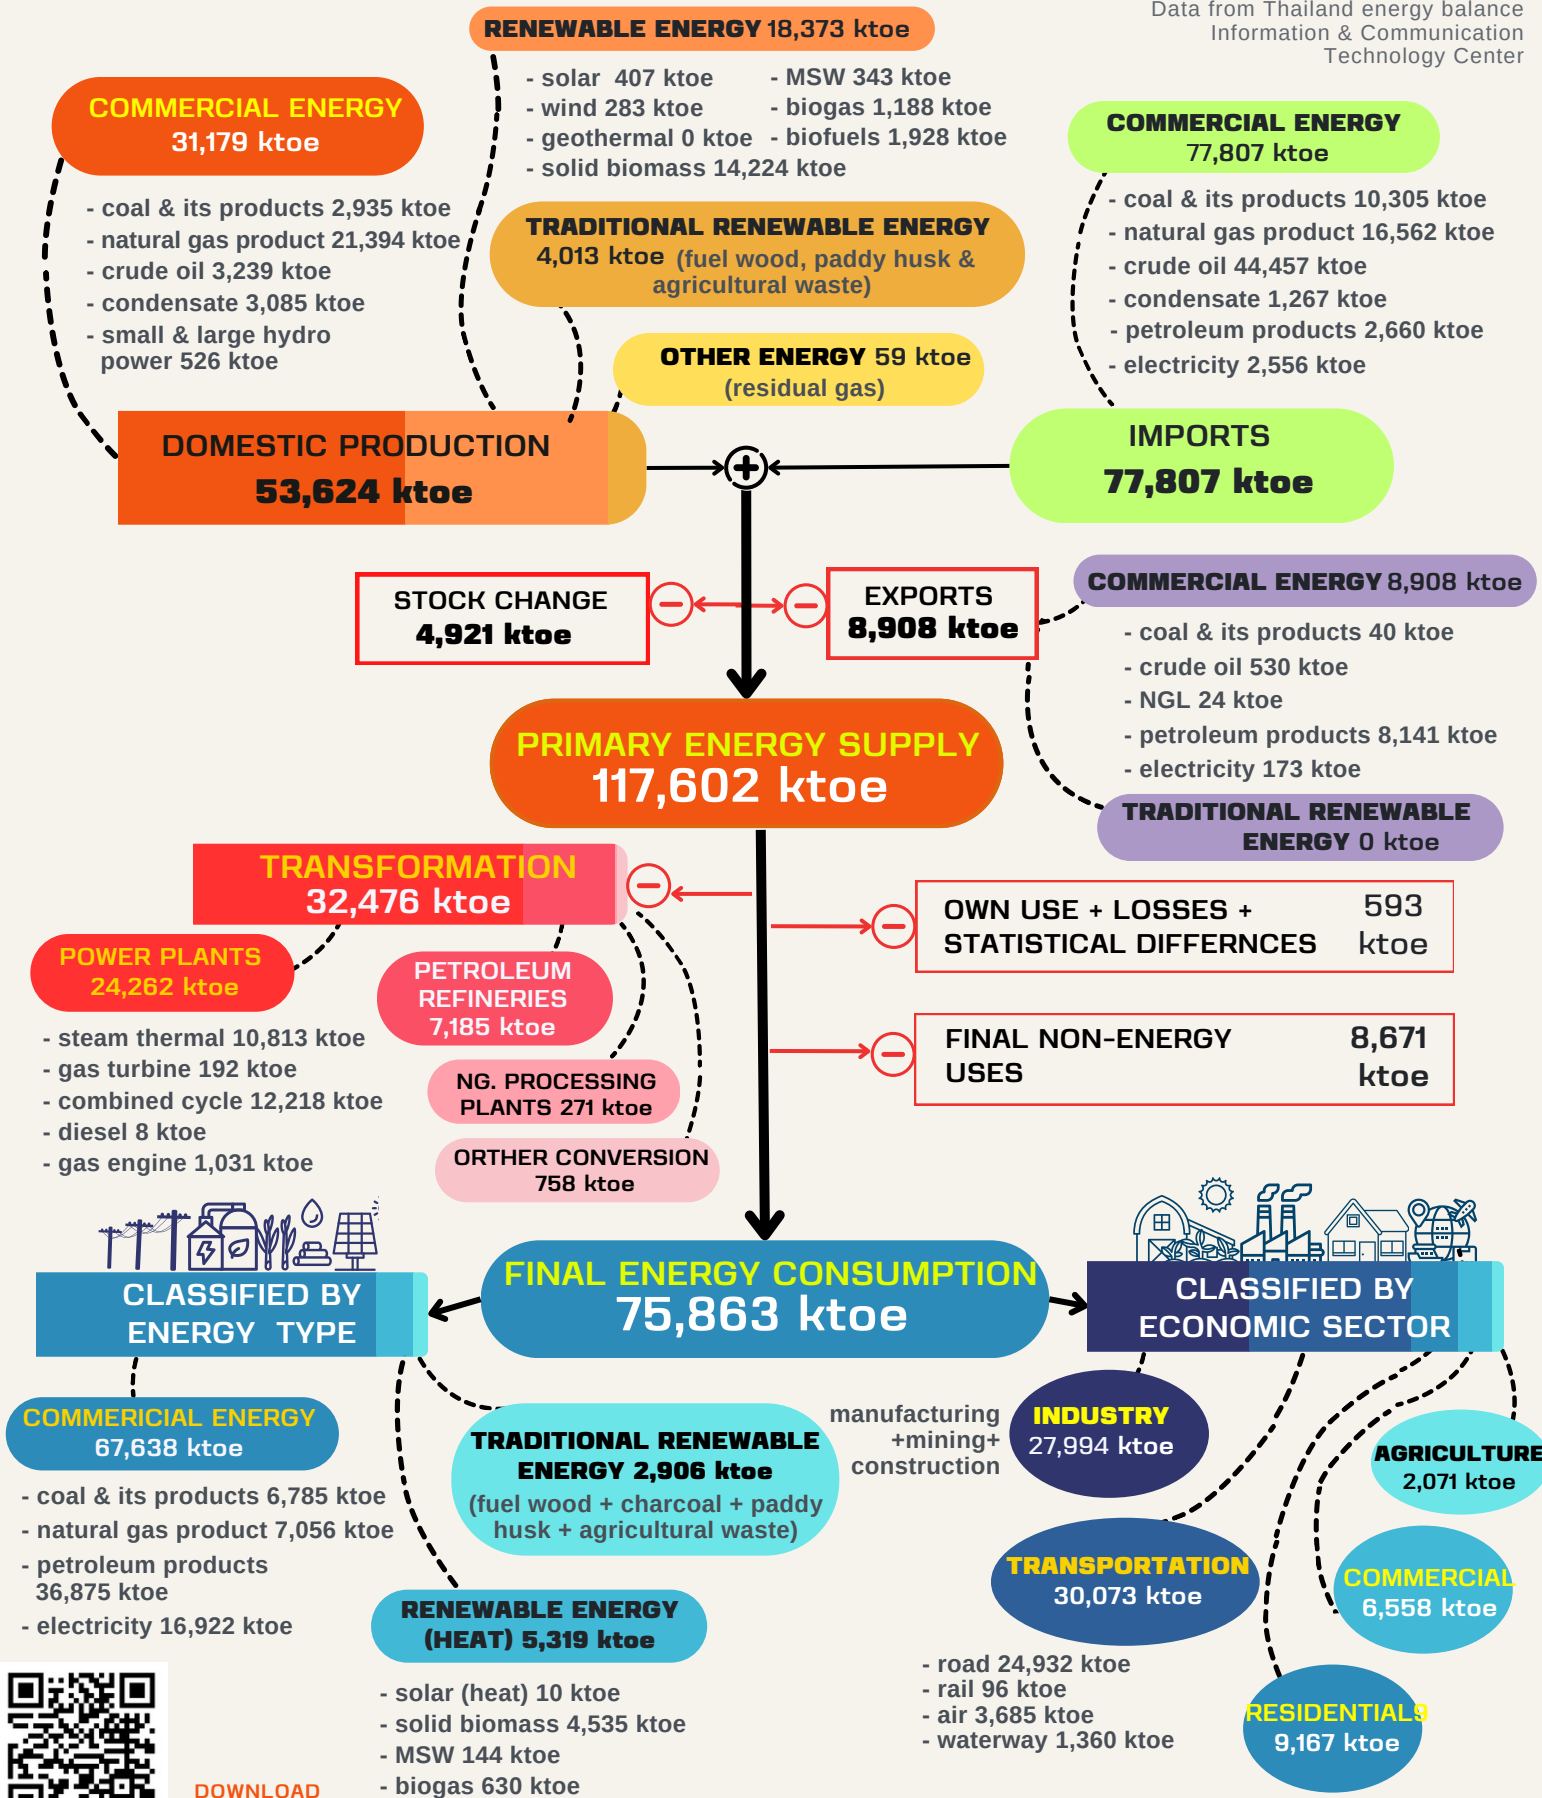 Data from Thailand energy balance
Information & Communication
Technology Center
RENEWABLE ENERGY 18,373 ktoe
- solar 407 ktoe
- wind 283 ktoe
- geothermal 0 ktoe
- solid biomass 14,224 ktoe
- MSW 343 ktoe
- biogas 1,188 ktoe
- biofuels 1,928 ktoe
COMMERCIAL ENERGY
31,179 ktoe
- coal & its products 2,935 ktoe
- natural gas product 21,394 ktoe
- crude oil 3,239 ktoe
- condensate 3,085 ktoe
- small & large hydro
power 526 ktoe
TRADITIONAL RENEWABLE ENERGY
4,013 ktoe (fuel wood, paddy husk &
agricultural waste)
OTHER ENERGY 59 ktoe
(residual gas)
COMMERCIAL ENERGY
77,807 ktoe
- coal & its products 10,305 ktoe
- natural gas product 16,562 ktoe
- crude oil 44,457 ktoe
- condensate 1,267 ktoe
- petroleum products 2,660 ktoe
- electricity 2,556 ktoe
DOMESTIC PRODUCTION
53,624 ktoe
IMPORTS
77,807 ktoe
STOCK CHANGE
4,921 ktoe
EXPORTS
8,908 ktoe
COMMERCIAL ENERGY 8,908 ktoe
- coal & its products 40 ktoe
- crude oil 530 ktoe
- NGL 24 ktoe
- petroleum products 8,141 ktoe
- electricity 173 ktoe
TRADITIONAL RENEWABLE
ENERGY 0 ktoe
PRIMARY ENERGY SUPPLY
117,602 ktoe
TRANSFORMATION
32,476 ktoe
POWER PLANTS
24,262 ktoe
- steam thermal 10,813 ktoe
- gas turbine 192 ktoe
- combined cycle 12,218 ktoe
- diesel 8 ktoe
- gas engine 1,031 ktoe
PETROLEUM
REFINERIES
7,185 ktoe
NG. PROCESSING
PLANTS 271 ktoe
ORTHER CONVERSION
758 ktoe
OWN USE + LOSSES +
STATISTICAL DIFFERNCES
593
ktoe
FINAL NON-ENERGY
USES
8,671
ktoe
FINAL ENERGY CONSUMPTION
75,863 ktoe
CLASSIFIED BY
ENERGY TYPE
CLASSIFIED BY
ECONOMIC SECTOR
COMMERICIAL ENERGY
67,638 ktoe
- coal & its products 6,785 ktoe
- natural gas product 7,056 ktoe
- petroleum products
36,875 ktoe
- electricity 16,922 ktoe
TRADITIONAL RENEWABLE
ENERGY 2,906 ktoe
(fuel wood + charcoal + paddy
husk + agricultural waste)
RENEWABLE ENERGY
(HEAT) 5,319 ktoe
- solar (heat) 10 ktoe
- solid biomass 4,535 ktoe
- MSW 144 ktoe
- biogas 630 ktoe
manufacturing
+mining+
construction
INDUSTRY
27,994 ktoe
AGRICULTURE
2,071 ktoe
TRANSPORTATION
30,073 ktoe
- road 24,932 ktoe
- rail 96 ktoe
- air 3,685 ktoe
- waterway 1,360 ktoe
COMMERCIAL
6,558 ktoe
RESIDENTIAL9
9,167 ktoe
DOWNLOAD